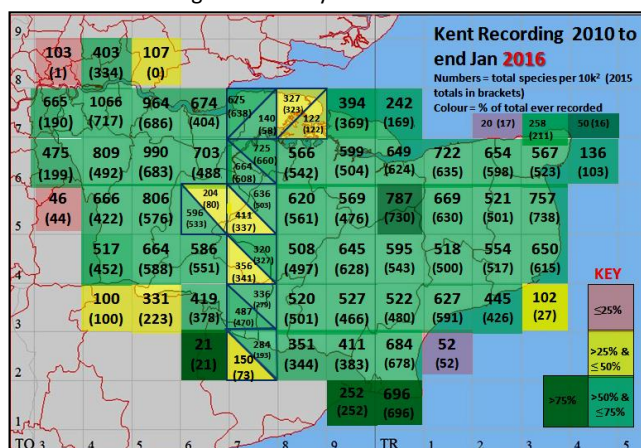 Kent Recording 2010 to
end Jan 2016
Numbers = total species per 10k² (2015
totals in brackets)
Colour = % of total ever recorded
9
103 403 107
(1) (334) (0)
8
665 1066 964 674 675 327 394 242 20 (17) 258 50 (16)
(190) (717) (686) (404) (638) (323) (369) (169) (211)
140 122
(58) (122)
7
475 809 990 703 725 566 599 649 722 654 567 136
(199) (492) (683) (488 (660) (542) (504) (624) (635) (598) (523) (103)
664
(608)
6
46 666 806 204 636 620 569 787 669 521 757
(44) (422) (576) (80) (503) (561) (476) (730) (630) (501) (738)
596 411
(533) (337)
5
517 664 586 320 508 645 595 518 554 650
(452) (588) (551) (327) (497) (628) (543) (500) (517) (615)
356
(341)
4
100 331 419 336 520 527 522 627 445 102
(100) (223) (378) (279) (501) (466) (480) (591) (426) (27)
487
(470)
3
21 284 351 411 684 52
(21) (193) (344) (383) (678) (52)
150
(73)
2
252 696
(252) (696)
1
TQ 3 4 5 6 7 8 9 TR 1 2 3 4 5
KEY
≤25%
>25% &
≤50%
>75% >50% &
≤75%